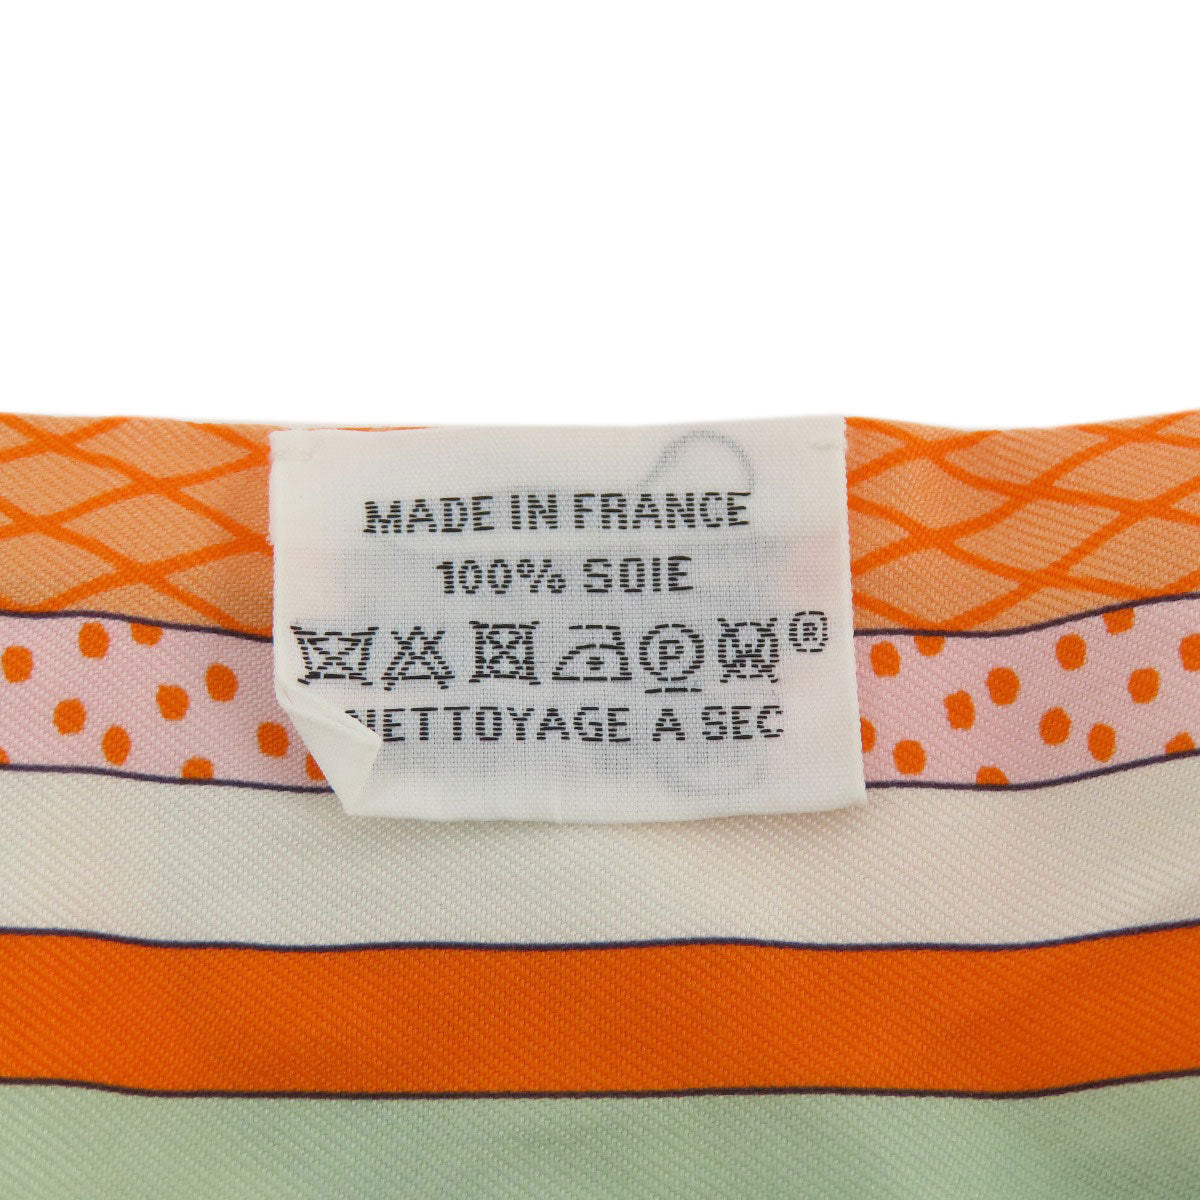 MADE IN FRANCE
100% SOIE
P W ®
NETTOYAGE A SEC